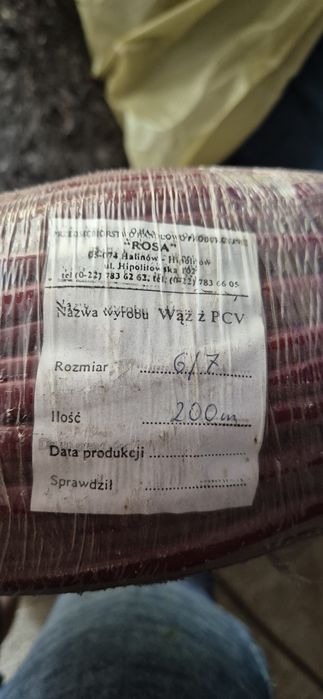 "ROSA"
05-074 Halinów - Hipolitów
ul. Hipolitowska 102
tel (0-22) 783 62 62, tel. (0-22) 783 66 05
Nazwa wyrobu Wąż z PCV
Rozmiar 6/7
Ilość 200m
Data produkcji
Sprawdził